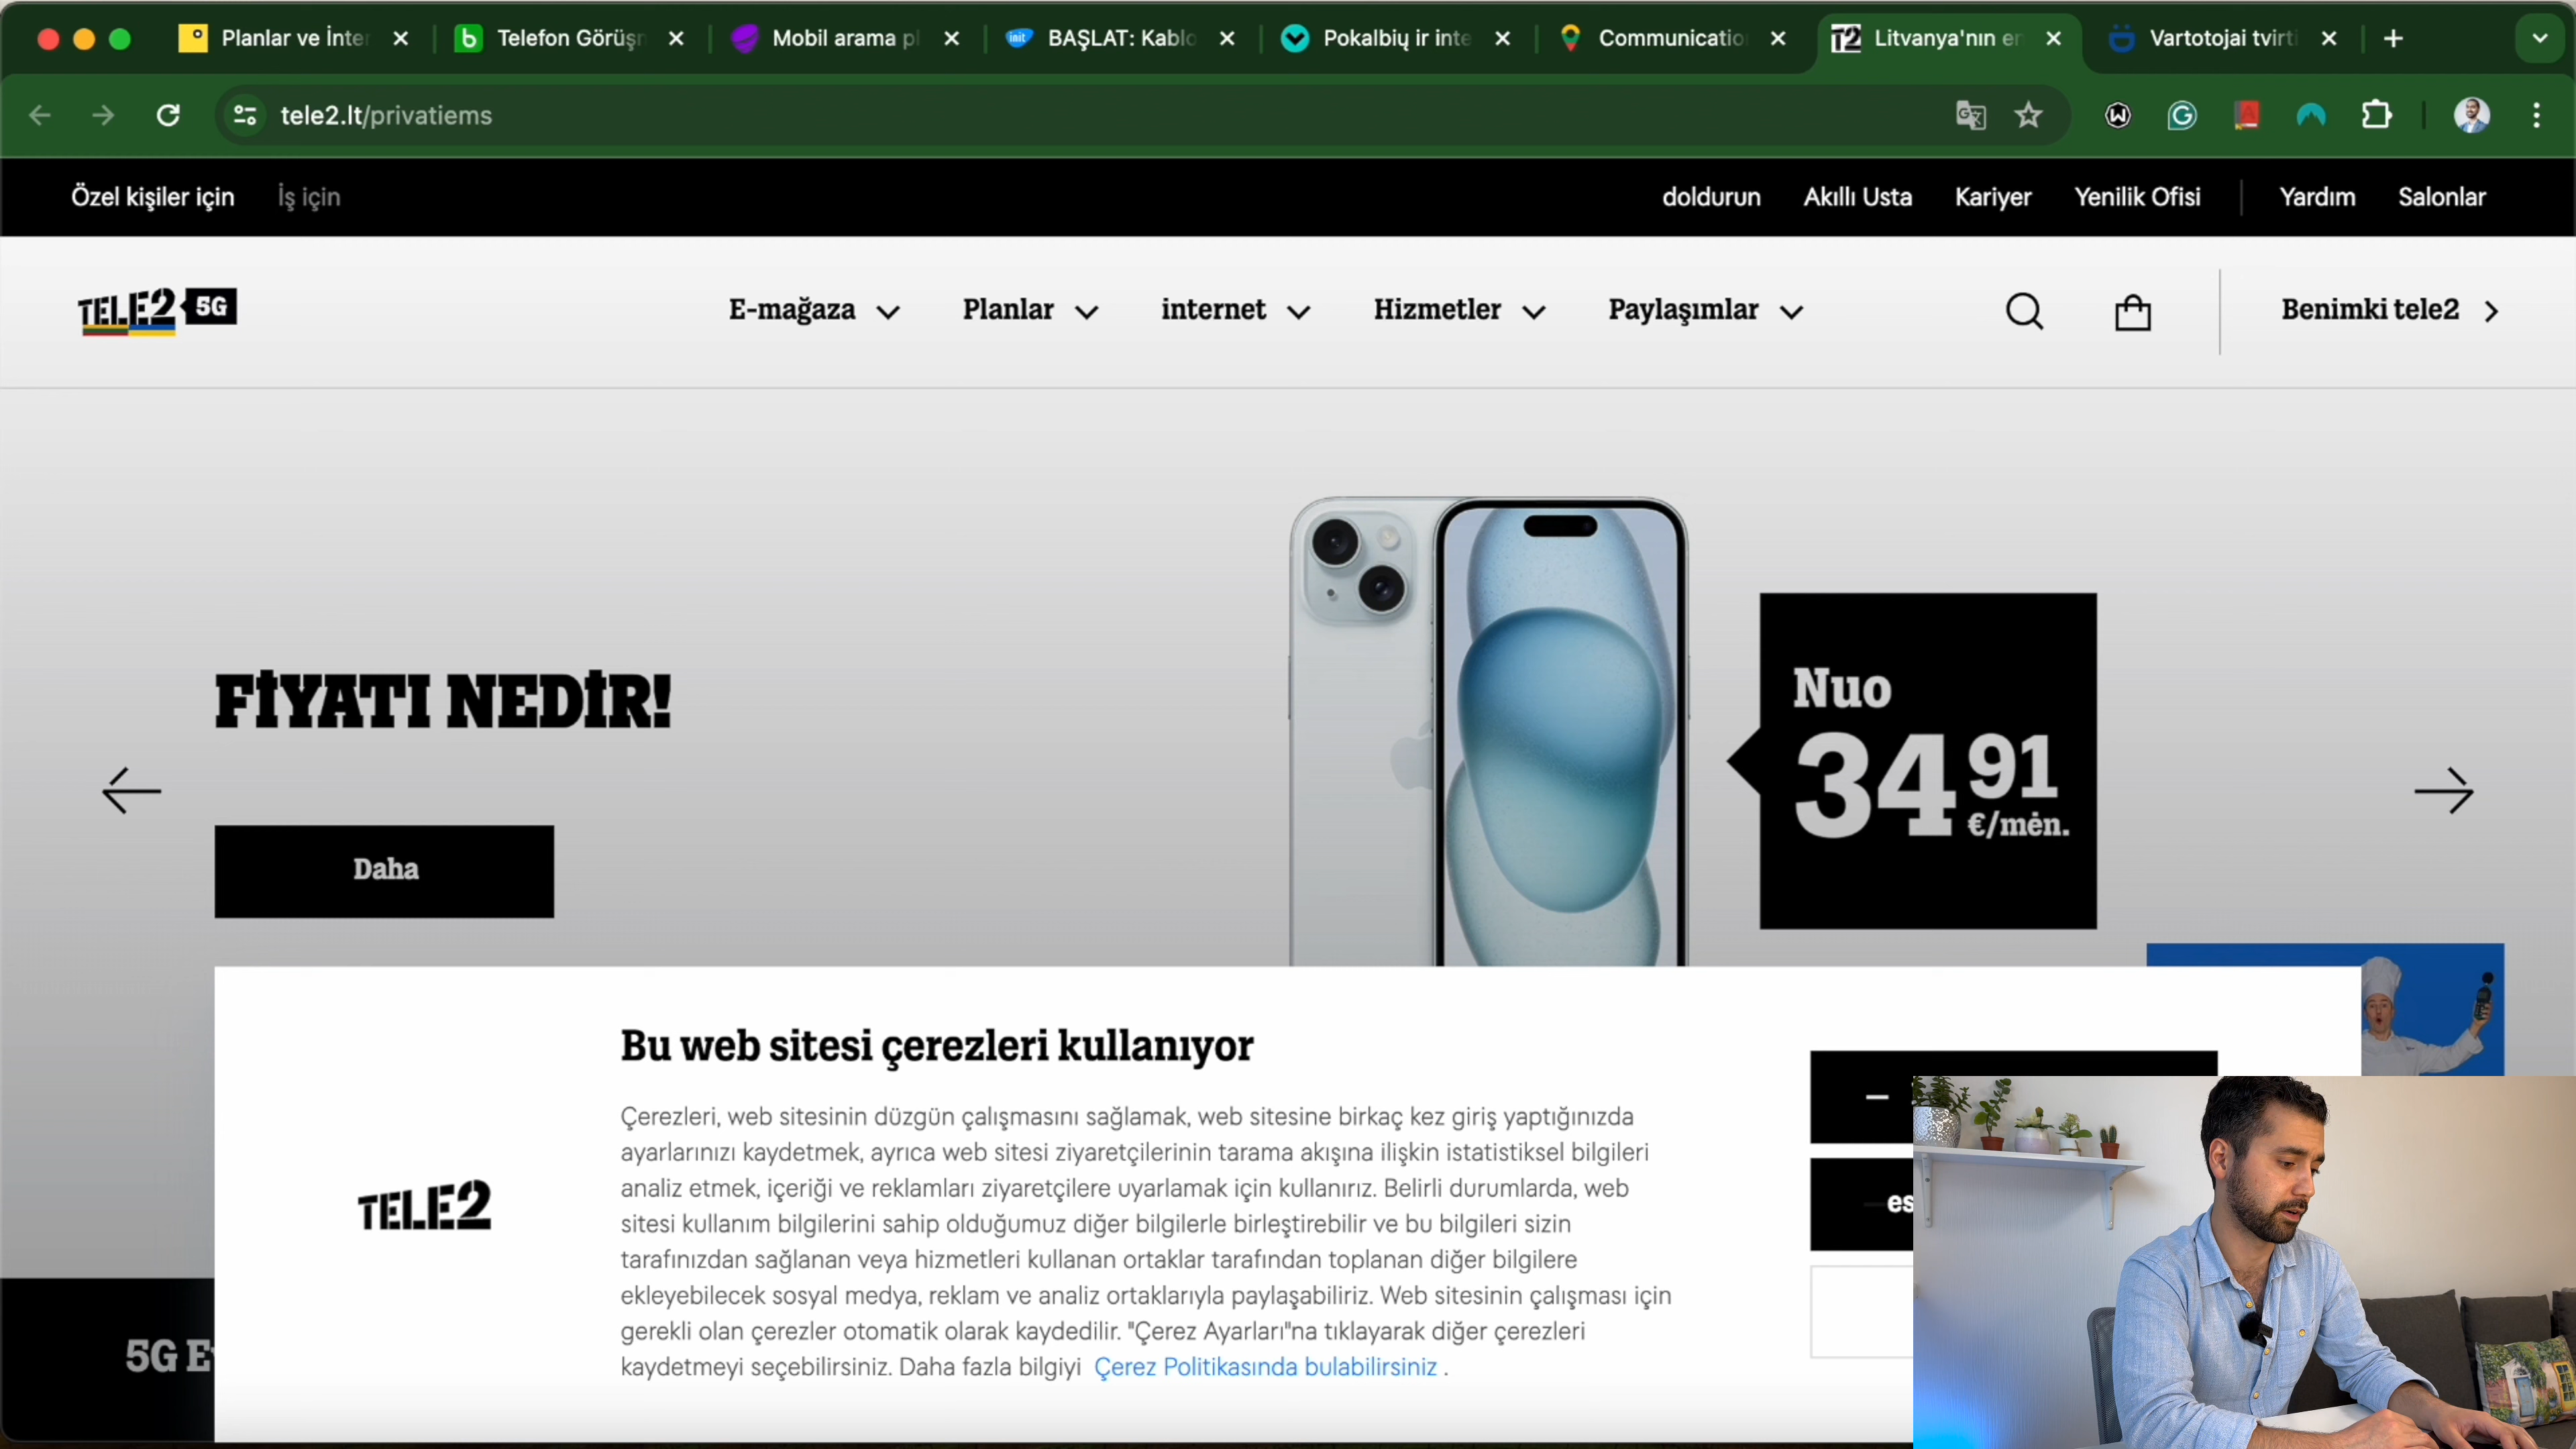 Planlar ve İnter
Telefon Görüşm
Mobil arama pl
BAŞLAT: Kablo
Pokalbių ir inte
Communicatio
Litvanya'nın en
Vartotojai tvirti
tele2.lt/privatiems
Özel kişiler için
İş için
doldurun
Akıllı Usta
Kariyer
Yenilik Ofisi
Yardım
Salonlar
TELE2 5G
E-mağaza
Planlar
internet
Hizmetler
Paylaşımlar
Benimki tele2
FİYATI NEDİR!
Daha
Nuo
34 91
€/mėn.
Bu web sitesi çerezleri kullanıyor
Çerezleri, web sitesinin düzgün çalışmasını sağlamak, web sitesine birkaç kez giriş yaptığınızda
ayarlarınızı kaydetmek, ayrıca web sitesi ziyaretçilerinin tarama akışına ilişkin istatistiksel bilgileri
analiz etmek, içeriği ve reklamları ziyaretçilere uyarlamak için kullanırız. Belirli durumlarda, web
sitesi kullanım bilgilerini sahip olduğumuz diğer bilgilerle birleştirebilir ve bu bilgileri sizin
tarafınızdan sağlanan veya hizmetleri kullanan ortaklar tarafından toplanan diğer bilgilere
ekleyebilecek sosyal medya, reklam ve analiz ortaklarıyla paylaşabiliriz. Web sitesinin çalışması için
gerekli olan çerezler otomatik olarak kaydedilir. "Çerez Ayarları"na tıklayarak diğer çerezleri
kaydetmeyi seçebilirsiniz. Daha fazla bilgiyi Çerez Politikasında bulabilirsiniz .
TELE2
es
5G E